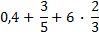 0,4 + 3/5 + 6 · 2/3